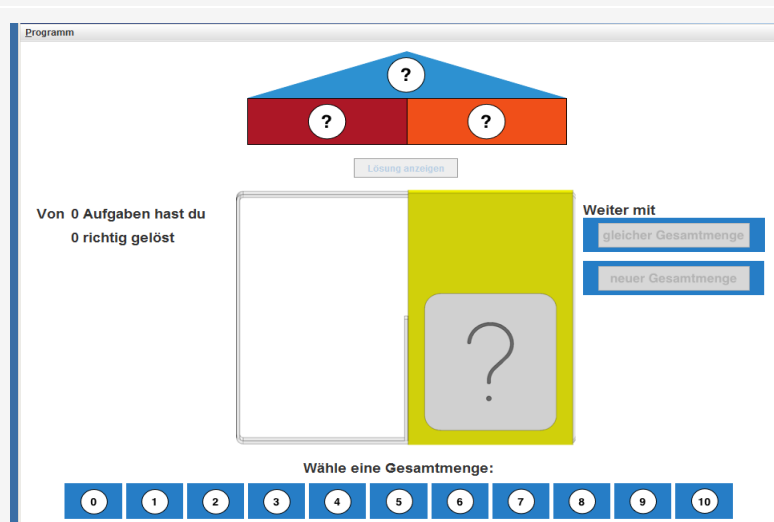 Programm
?
? ?
Lösung anzeigen
Von 0 Aufgaben hast du
0 richtig gelöst
Weiter mit
gleicher Gesamtmenge
neuer Gesamtmenge
?
Wähle eine Gesamtmenge:
0 1 2 3 4 5 6 7 8 9 10